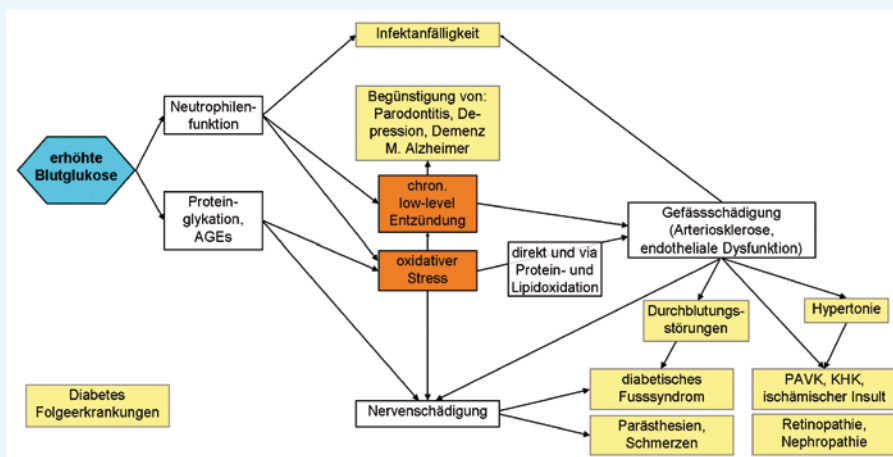 Infektanfälligkeit
Neutrophilen-
funktion
Begünstigung von:
Parodontitis, De-
pression, Demenz
M. Alzheimer
erhöhte
Blutglukose
Protein-
glykation,
AGEs
chron.
low-level
Entzündung
Gefässschädigung
(Arteriosklerose,
endotheliale Dysfunktion)
oxidativer
Stress
direkt und via
Protein- und
Lipidoxidation
Durchblutungs-
störungen
Hypertonie
Diabetes
Folgeerkrankungen
Nervenschädigung
diabetisches
Fusssyndrom
PAVK, KHK,
ischämischer Insult
Parästhesien,
Schmerzen
Retinopathie,
Nephropathie